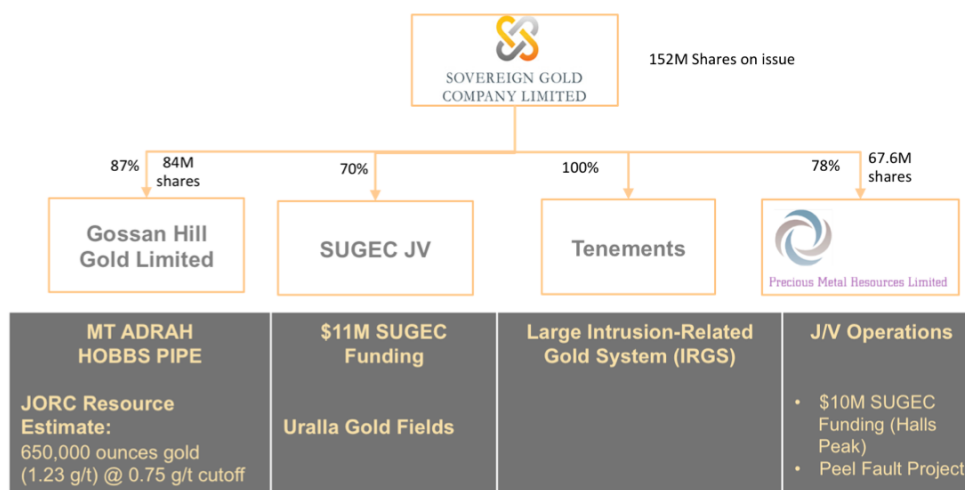 SOVEREIGN GOLD
COMPANY LIMITED
152M Shares on issue
87%
84M
shares
70%
100%
78%
67.6M
shares
Gossan Hill
Gold Limited
SUGEC JV
Tenements
Precious Metal Resources Limited
MT ADRAH
HOBBS PIPE
JORC Resource
Estimate:
650,000 ounces gold
(1.23 g/t) @ 0.75 g/t cutoff
$11M SUGEC
Funding
Uralla Gold Fields
Large Intrusion-Related
Gold System (IRGS)
J/V Operations
• $10M SUGEC
Funding (Halls
Peak)
• Peel Fault Project